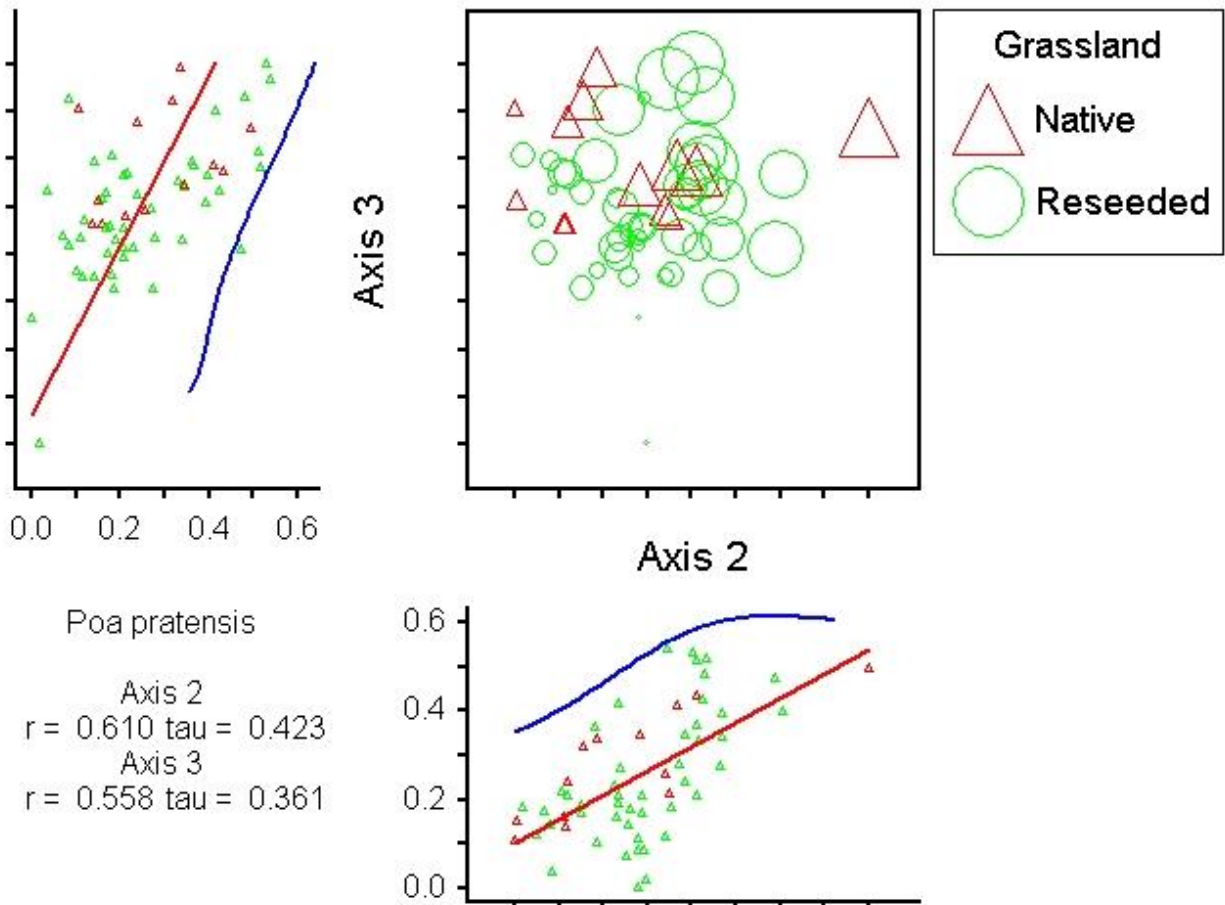 Grassland
Native
Reseeded
Axis 3
0.0 0.2 0.4 0.6
Axis 2
Poa pratensis
Axis 2
r = 0.610 tau = 0.423
Axis 3
r = 0.558 tau = 0.361
0.6
0.4
0.2
0.0